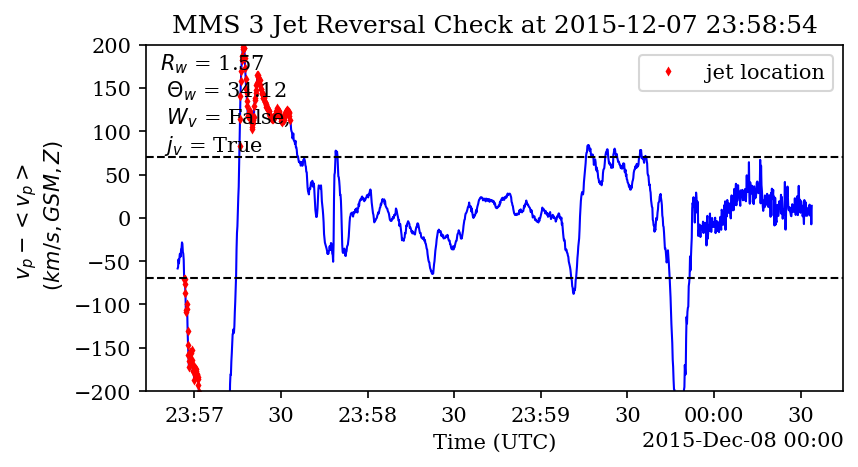 MMS 3 Jet Reversal Check at 2015-12-07 23:58:54
R_w = 1.57
Θ_w = 34.12
W_v = False,
j_v = True
jet location
v_p − < v_p >
(km/s, GSM, Z)
200
150
100
50
0
−50
−100
−150
−200
23:57 30 23:58 30 23:59 30 00:00 30
Time (UTC)
2015-Dec-08 00:00